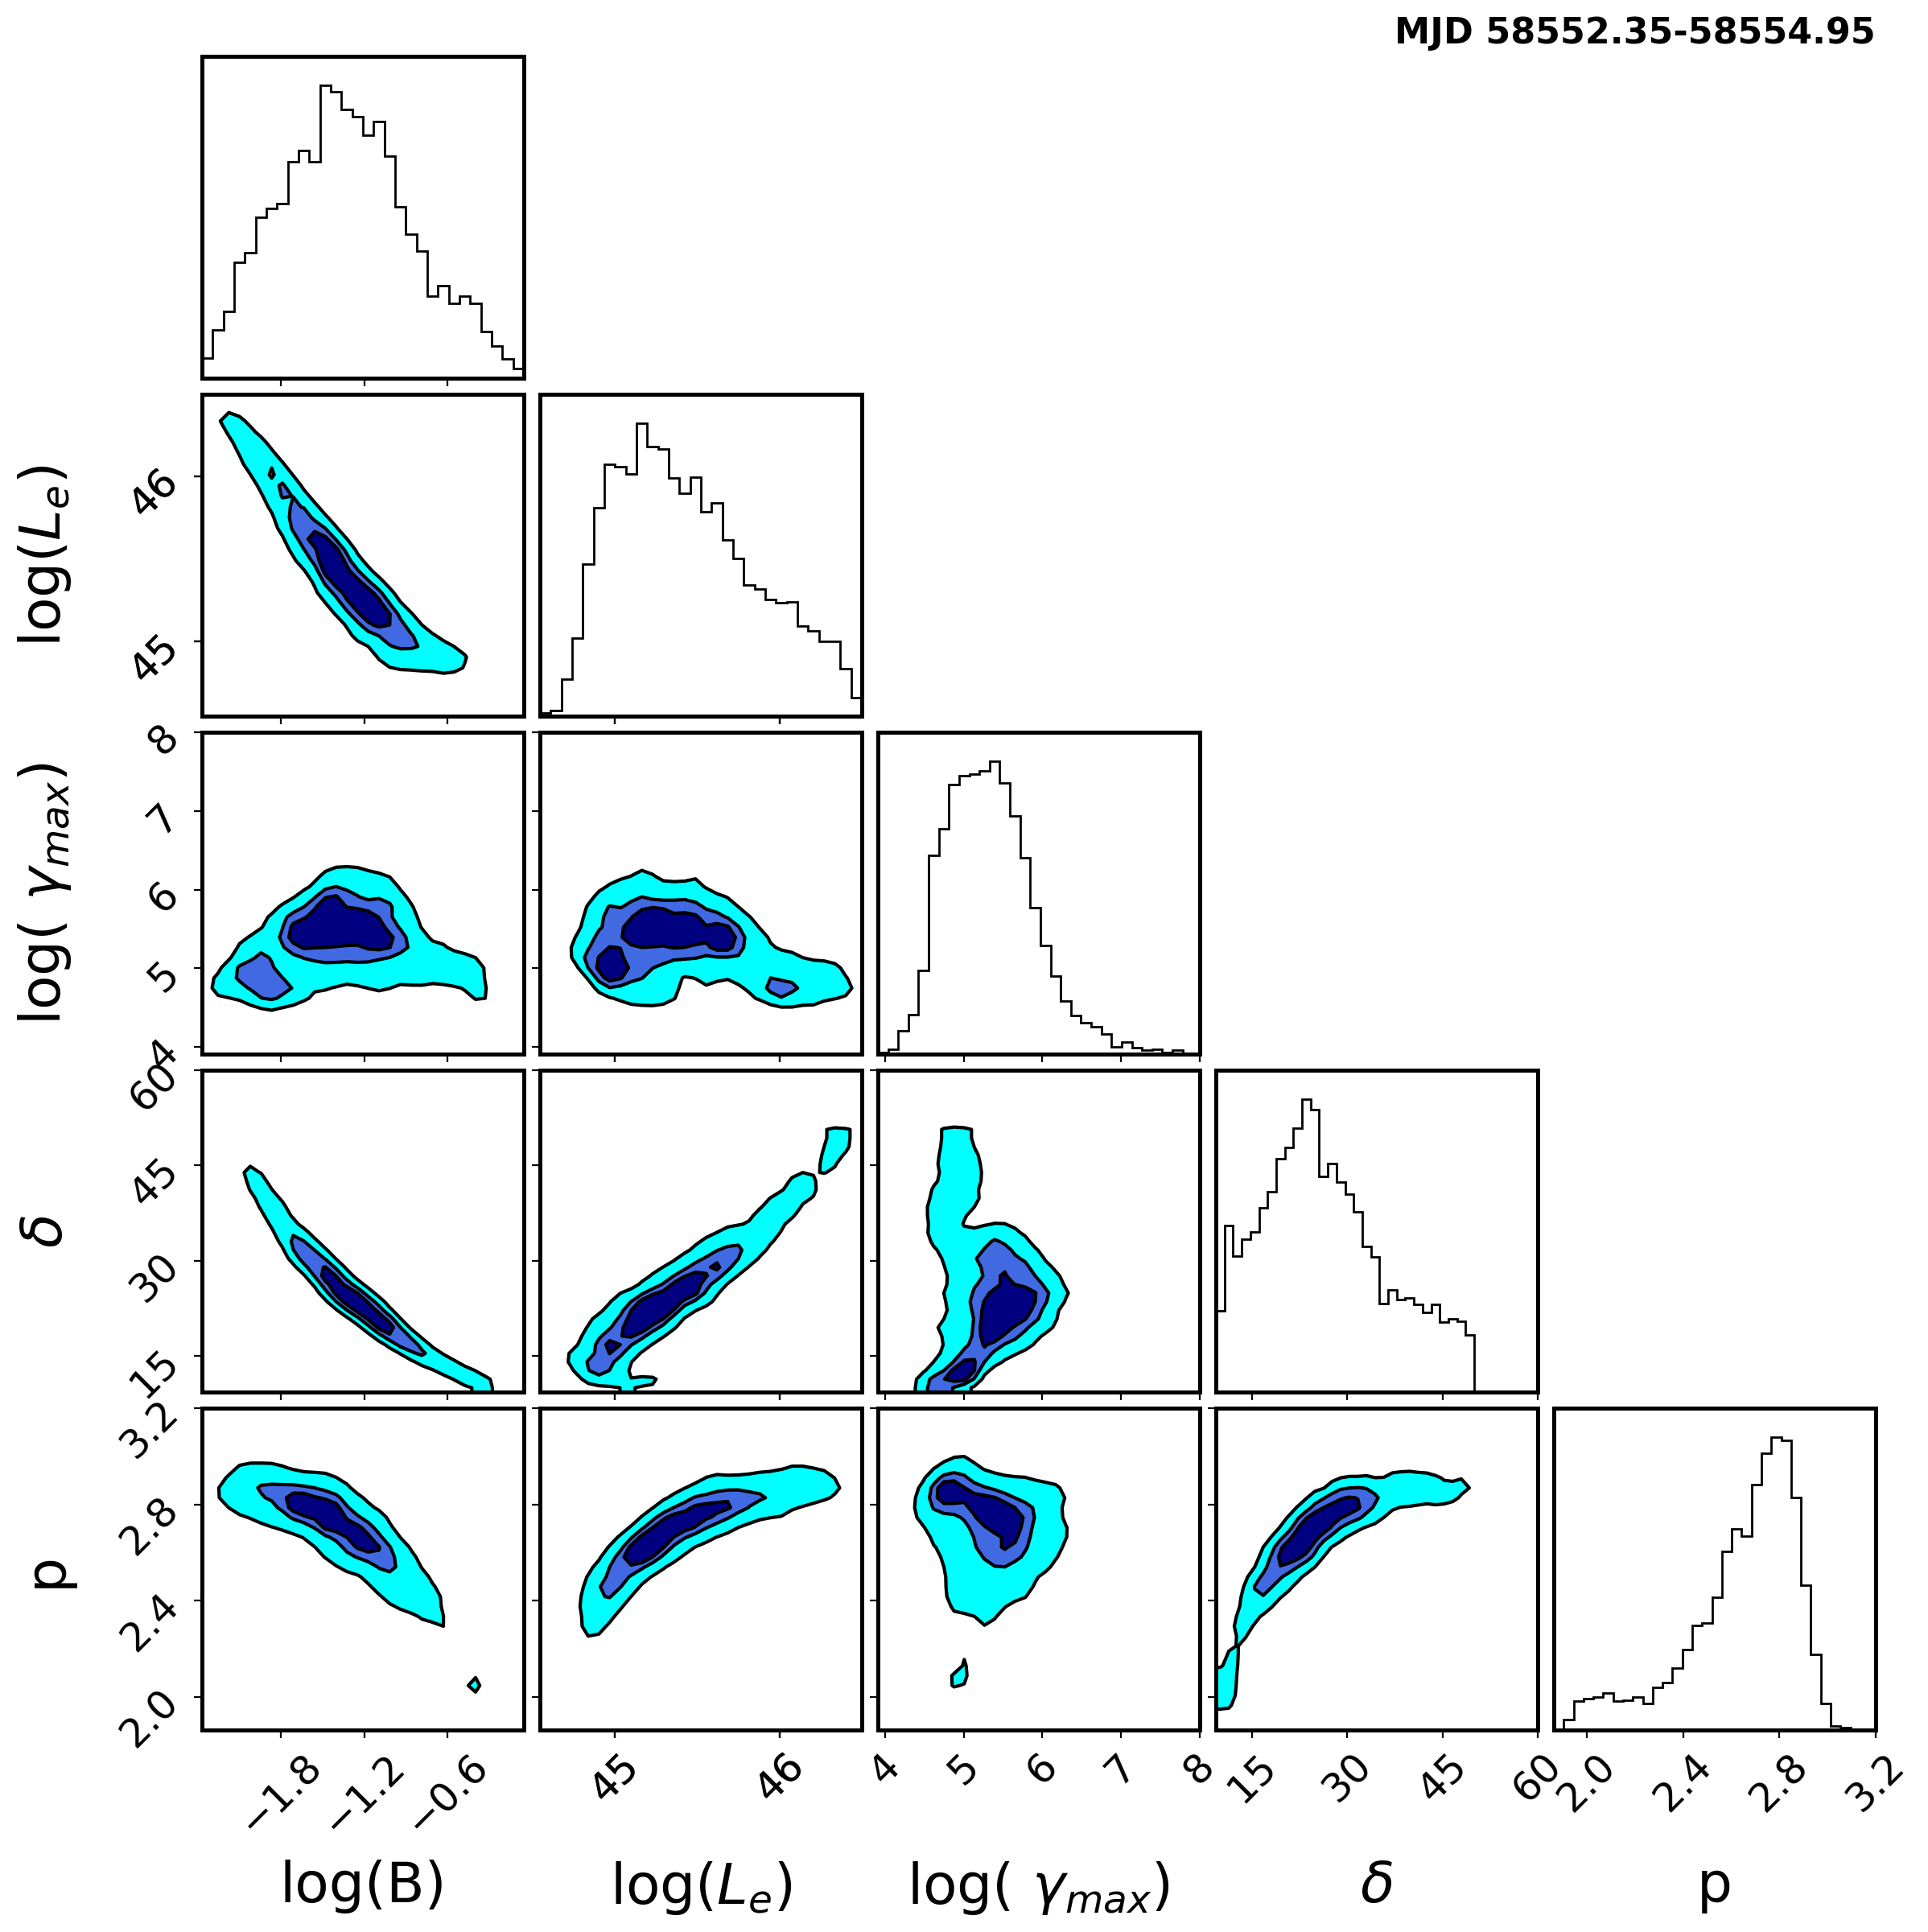 MJD 58552.35-58554.95
log(Lₑ)
46
45
log( γₘₐₓ)
8
7
6
5
4
δ
60
45
30
15
p
3.2
2.8
2.4
2.0
−1.8 −1.2 −0.6 45 46 4 5 6 7 8 15 30 45 60 2.0 2.4 2.8 3.2
log(B) log(Lₑ) log( γₘₐₓ) δ p